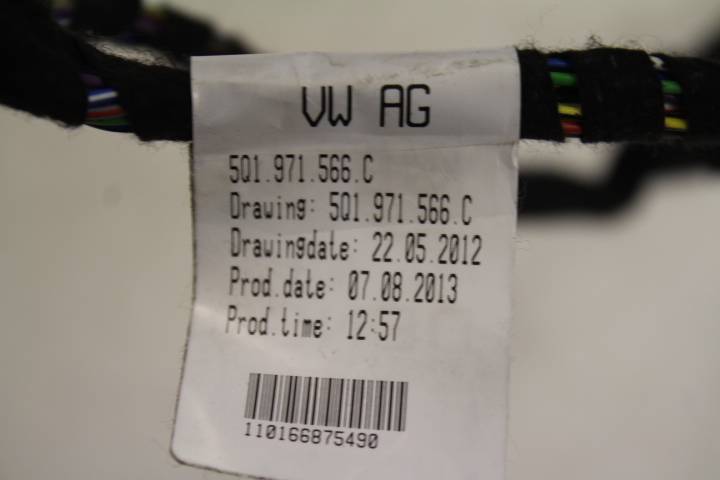 VW AG
5Q1.971.566.C
Drawing: 5Q1.971.566.C
Drawingdate: 22.05.2012
Prod.date: 07.08.2013
Prod.time: 12:57
110166875490